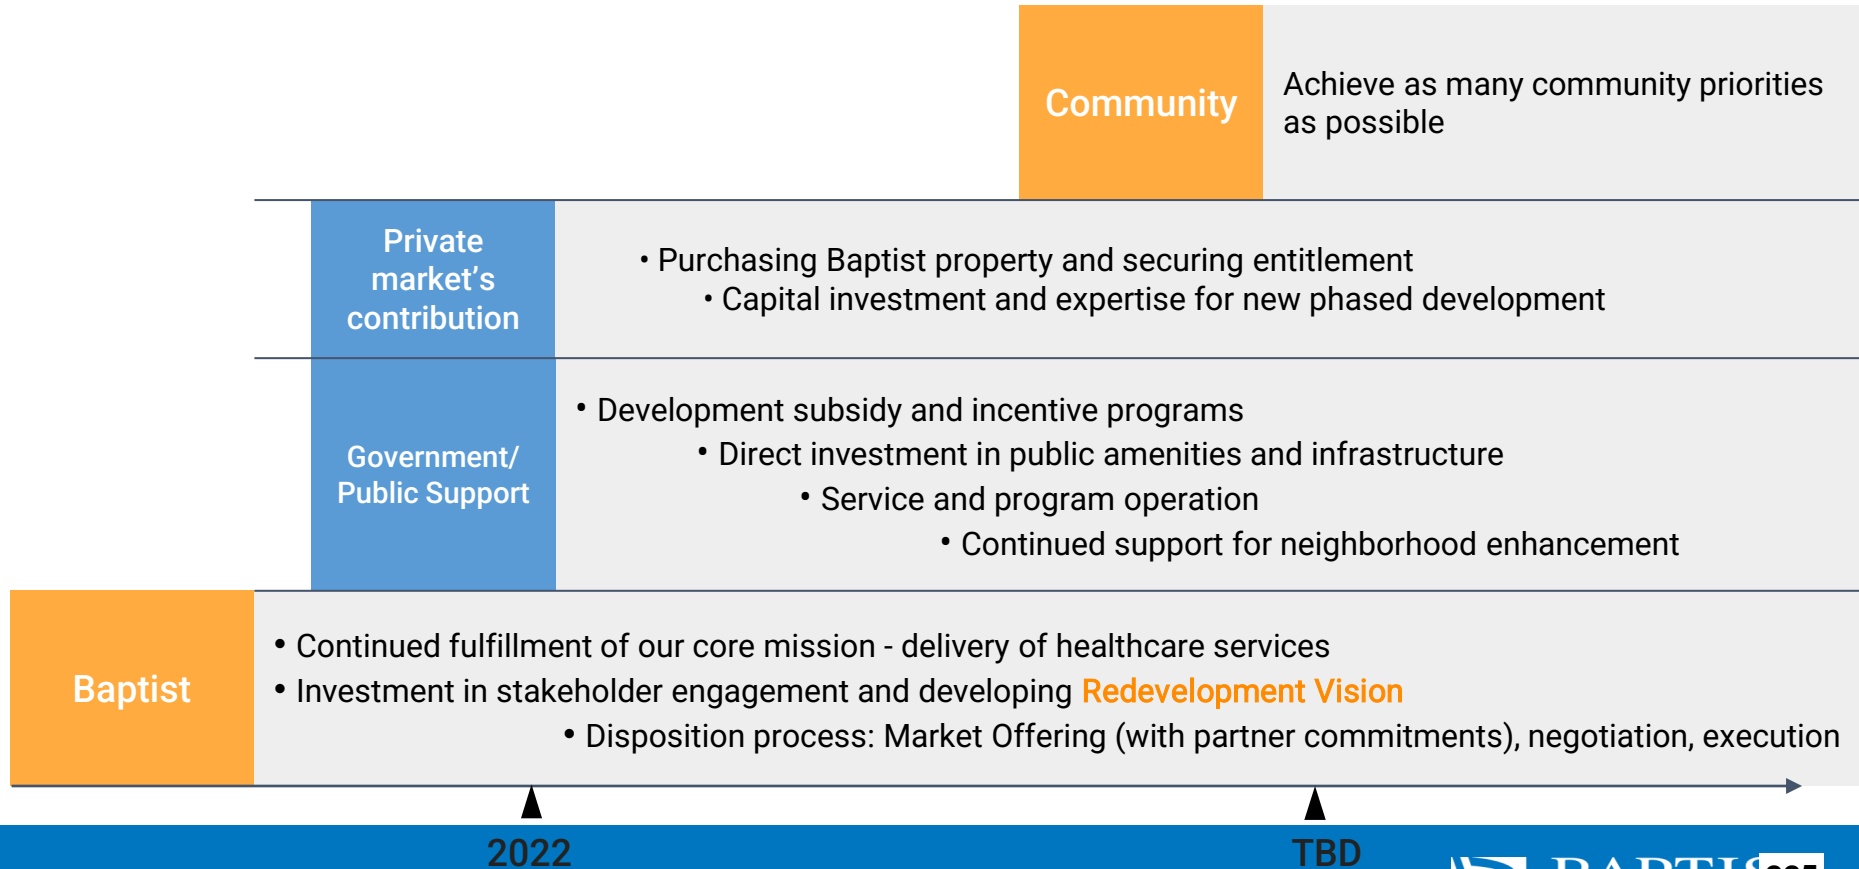 Community
Achieve as many community priorities
as possible
Private
market’s
contribution
• Purchasing Baptist property and securing entitlement
• Capital investment and expertise for new phased development
Government/
Public Support
• Development subsidy and incentive programs
• Direct investment in public amenities and infrastructure
• Service and program operation
• Continued support for neighborhood enhancement
Baptist
• Continued fulfillment of our core mission - delivery of healthcare services
• Investment in stakeholder engagement and developing Redevelopment Vision
• Disposition process: Market Offering (with partner commitments), negotiation, execution
2022
TBD